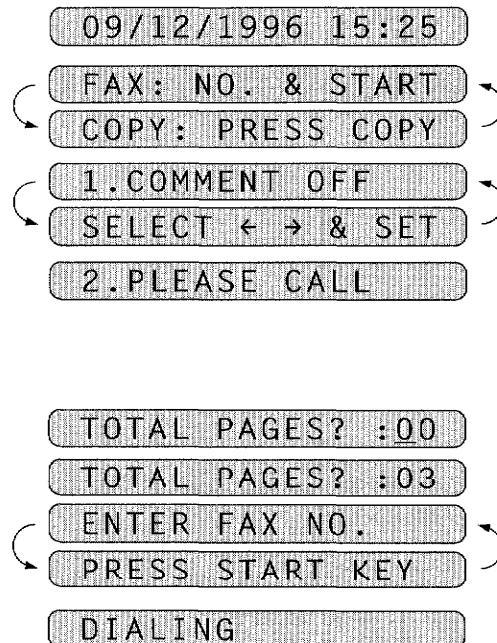 09/12/1996 15:25
FAX: NO. & START
COPY: PRESS COPY
1.COMMENT OFF
SELECT ← → & SET
2.PLEASE CALL
TOTAL PAGES? :00
TOTAL PAGES? :03
ENTER FAX NO.
PRESS START KEY
DIALING